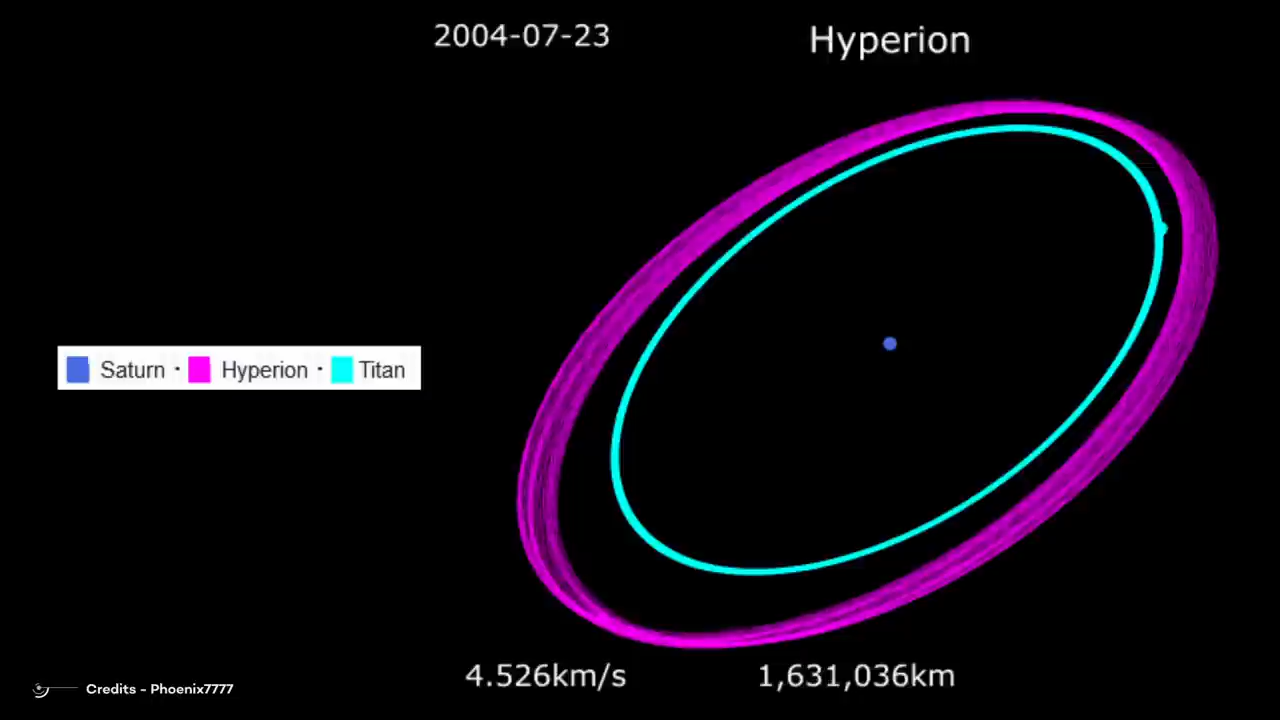 2004-07-23
Hyperion
Saturn · Hyperion · Titan
4.526km/s
1,631,036km
Credits - Phoenix7777